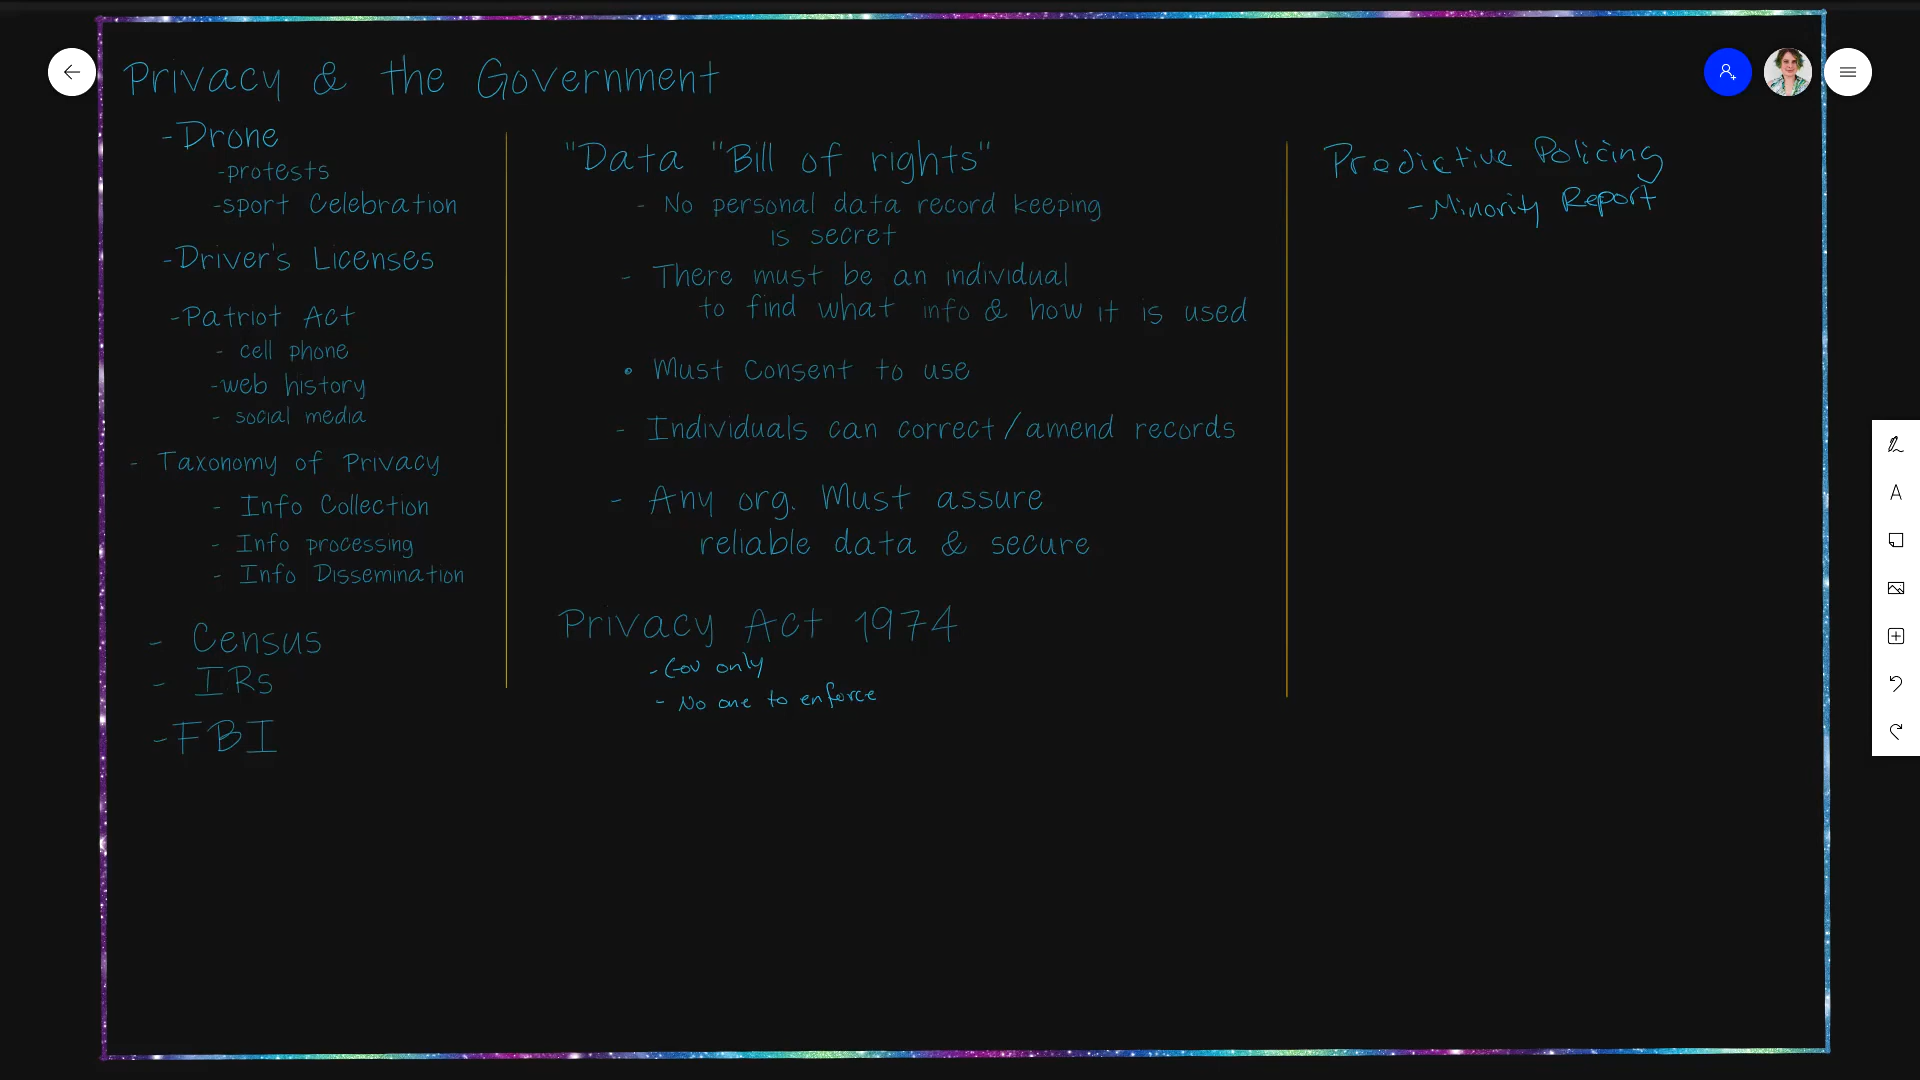 Privacy & the Government
-Drone
-protests
-sport Celebration
-Driver's Licenses
-Patriot Act
- cell phone
-web history
- social media
- Taxonomy of Privacy
- Info Collection
- Info processing
- Info Dissemination
- Census
- IRS
-FBI
"Data "Bill of rights"
- No personal data record keeping
is secret
- There must be an individual
to find what info & how it is used
• Must Consent to use
- Individuals can correct/amend records
- Any org. Must assure
reliable data & secure
Privacy Act 1974
- Gov only
- No one to enforce
Predictive Policing
- Minority Report
A